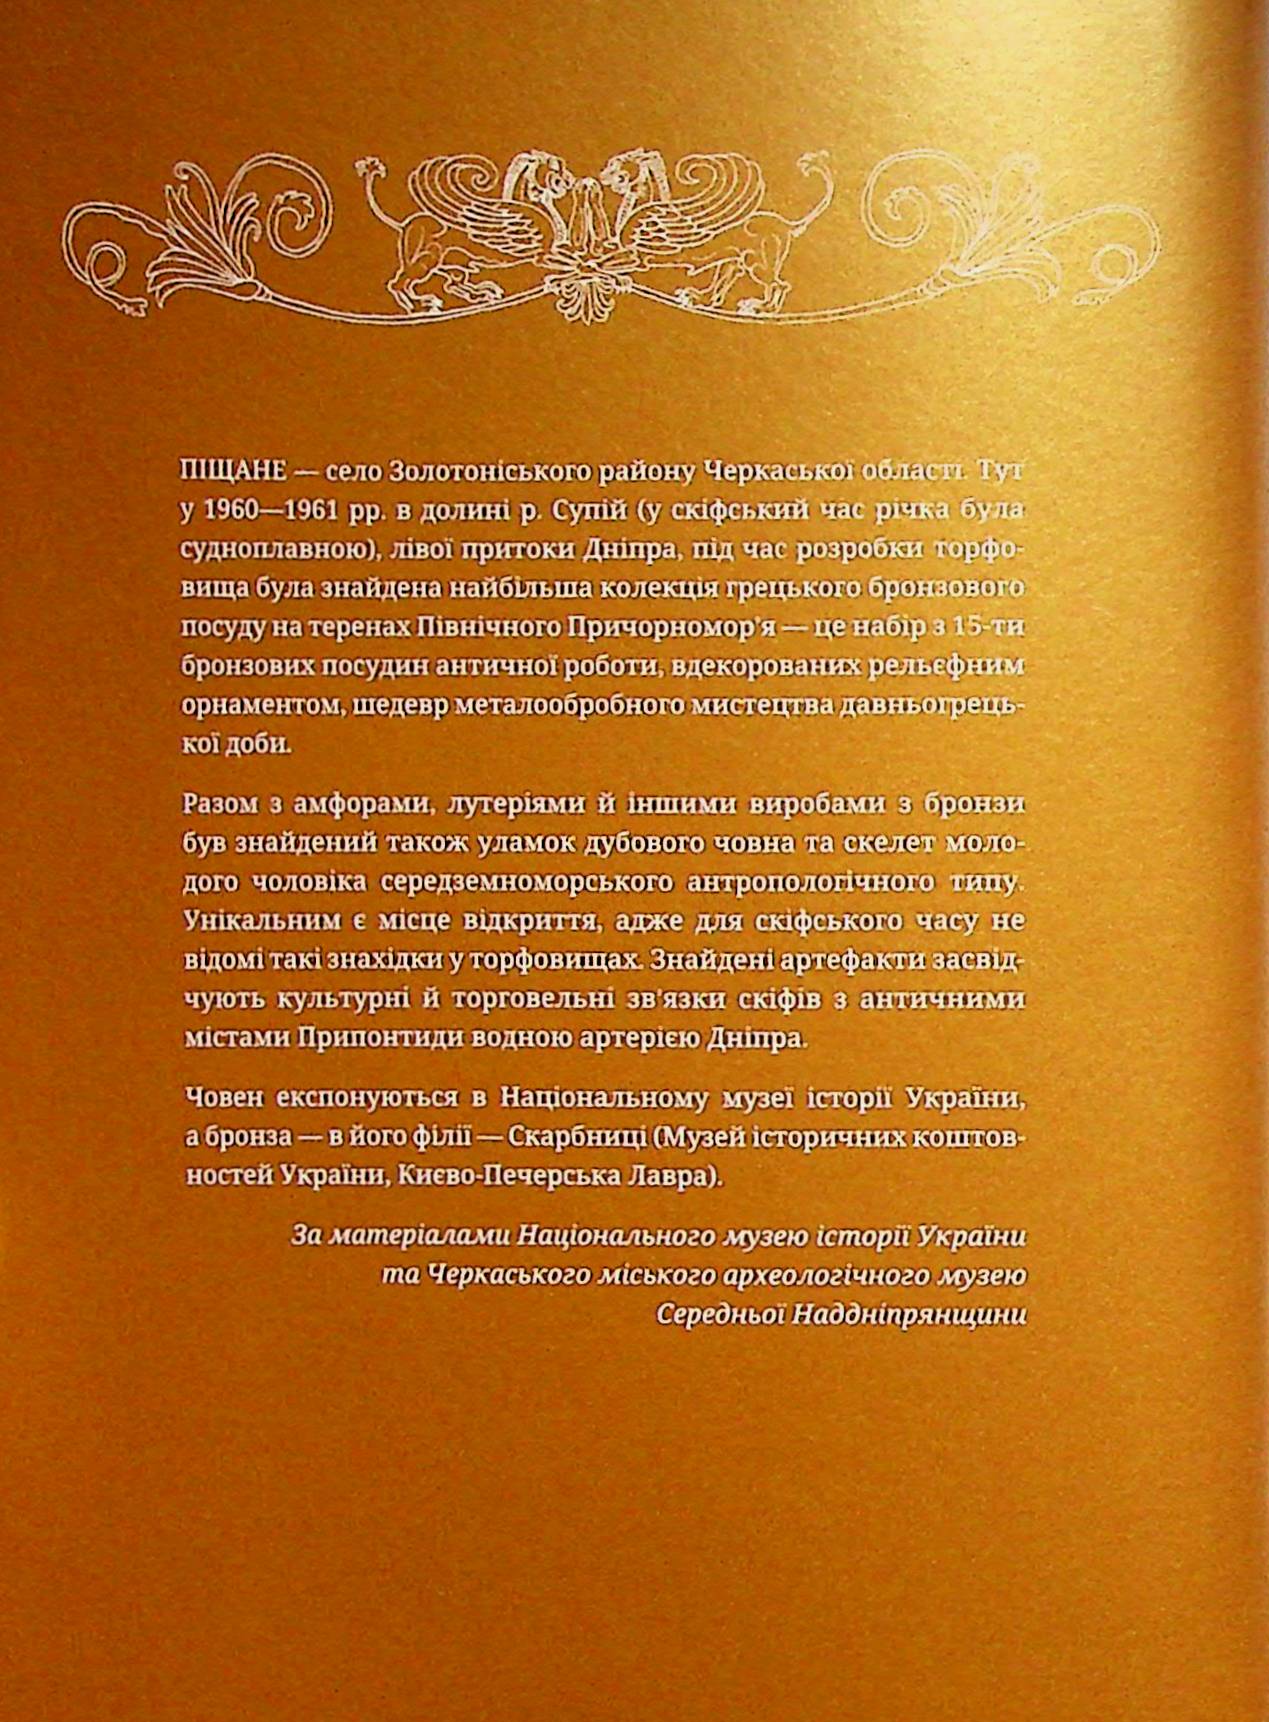 ПІЩАНЕ — село Золотоніського району Черкаської області. Тут
у 1960—1961 рр. в долині р. Супій (у скіфський час річка була
судноплавною), лівої притоки Дніпра, під час розробки торфо-
вища була знайдена найбільша колекція грецького бронзового
посуду на теренах Північного Причорномор'я — це набір з 15-ти
бронзових посудин античної роботи, вдекорованих рельєфним
орнаментом, шедевр металообробного мистецтва давньогрець-
кої доби.
Разом з амфорами, лутеріями й іншими виробами з бронзи
був знайдений також уламок дубового човна та скелет моло-
дого чоловіка середземноморського антропологічного типу.
Унікальним є місце відкриття, адже для скіфського часу не
відомі такі знахідки у торфовищах. Знайдені артефакти засвід-
чують культурні й торговельні зв'язки скіфів з античними
містами Припонтиди водною артерією Дніпра.
Човен експонуються в Національному музеї історії України,
а бронза — в його філії — Скарбниці (Музей історичних коштов-
ностей України, Києво-Печерська Лавра).
За матеріалами Національного музею історії України
та Черкаського міського археологічного музею
Середньої Наддніпрянщини